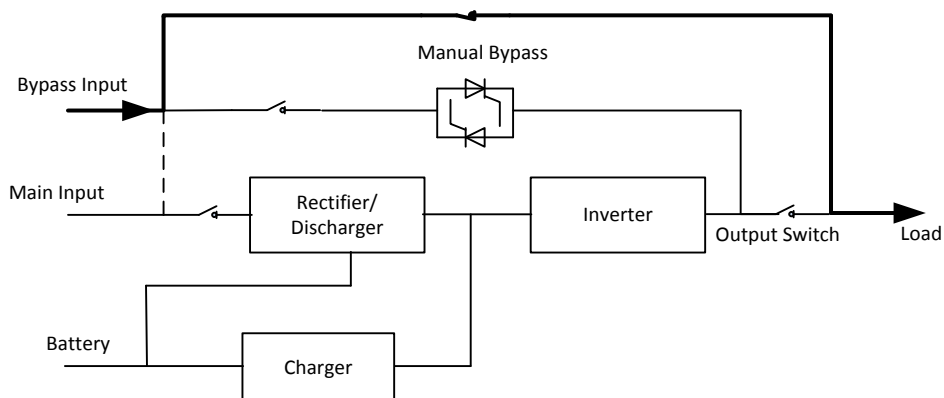 Manual Bypass
Bypass Input
Main Input
Rectifier/
Discharger
Inverter
Output Switch
Load
Battery
Charger